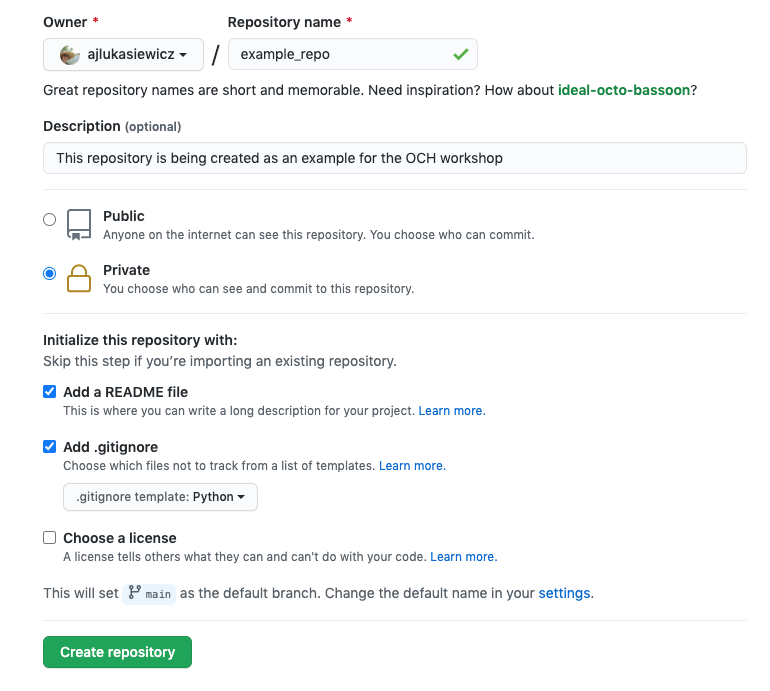 Owner * Repository name *
ajlukasiewicz / example_repo
Great repository names are short and memorable. Need inspiration? How about ideal-octo-bassoon?
Description (optional)
This repository is being created as an example for the OCH workshop
Public
Anyone on the internet can see this repository. You choose who can commit.
Private
You choose who can see and commit to this repository.
Initialize this repository with:
Skip this step if you’re importing an existing repository.
Add a README file
This is where you can write a long description for your project. Learn more.
Add .gitignore
Choose which files not to track from a list of templates. Learn more.
.gitignore template: Python
Choose a license
A license tells others what they can and can't do with your code. Learn more.
This will set main as the default branch. Change the default name in your settings.
Create repository